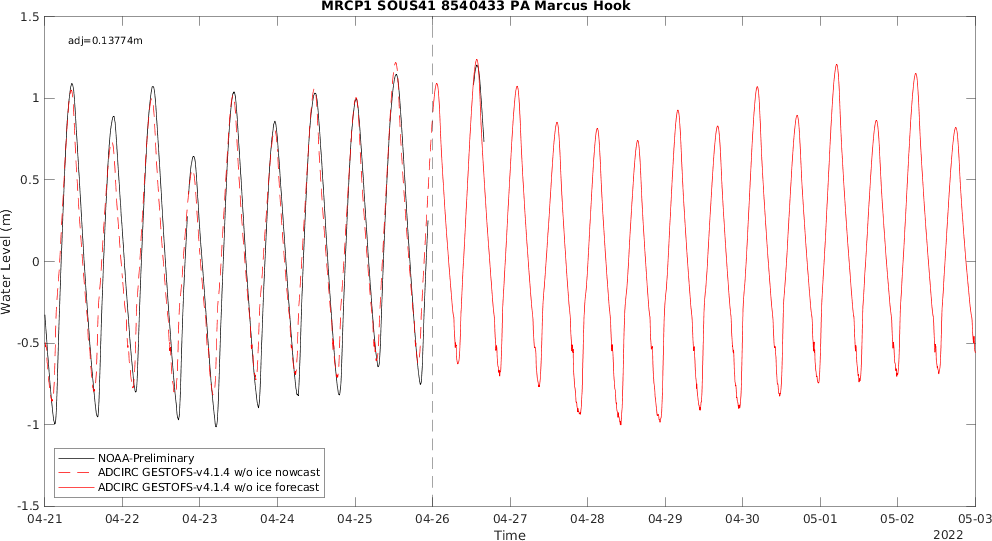 MRCP1 SOUS41 8540433 PA Marcus Hook
adj=0.13774m
1.5
1
0.5
0
-0.5
-1
-1.5
Water Level (m)
NOAA-Preliminary
ADCIRC GESTOFS-v4.1.4 w/o ice nowcast
ADCIRC GESTOFS-v4.1.4 w/o ice forecast
04-21 04-22 04-23 04-24 04-25 04-26 04-27 04-28 04-29 04-30 05-01 05-02 05-03
Time
2022